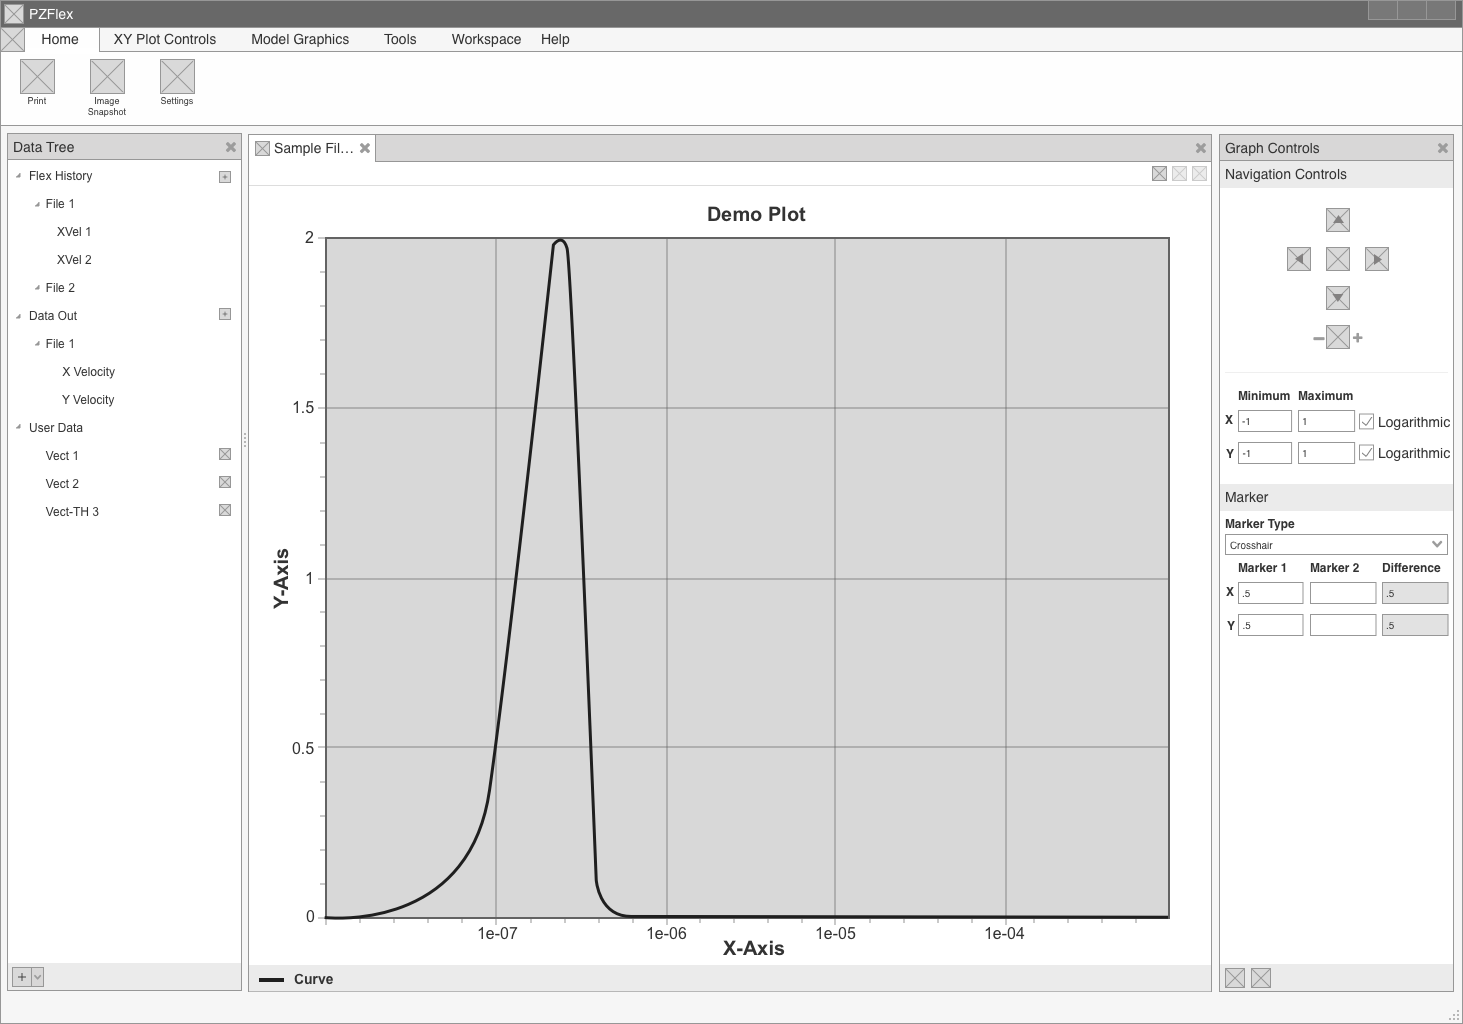 PZFlex
Home XY Plot Controls Model Graphics Tools Workspace Help
Print
Image
Snapshot
Settings
Data Tree
Flex History
File 1
XVel 1
XVel 2
File 2
Data Out
File 1
X Velocity
Y Velocity
User Data
Vect 1
Vect 2
Vect-TH 3
Sample Fil...
Demo Plot
2
1.5
1
0.5
0
Y-Axis
1e-07 1e-06 1e-05 1e-04
X-Axis
Curve
Graph Controls
Navigation Controls
Minimum Maximum
X -1 1 Logarithmic
Y -1 1 Logarithmic
Marker
Marker Type
Crosshair
Marker 1 Marker 2 Difference
X .5 .5
Y .5 .5